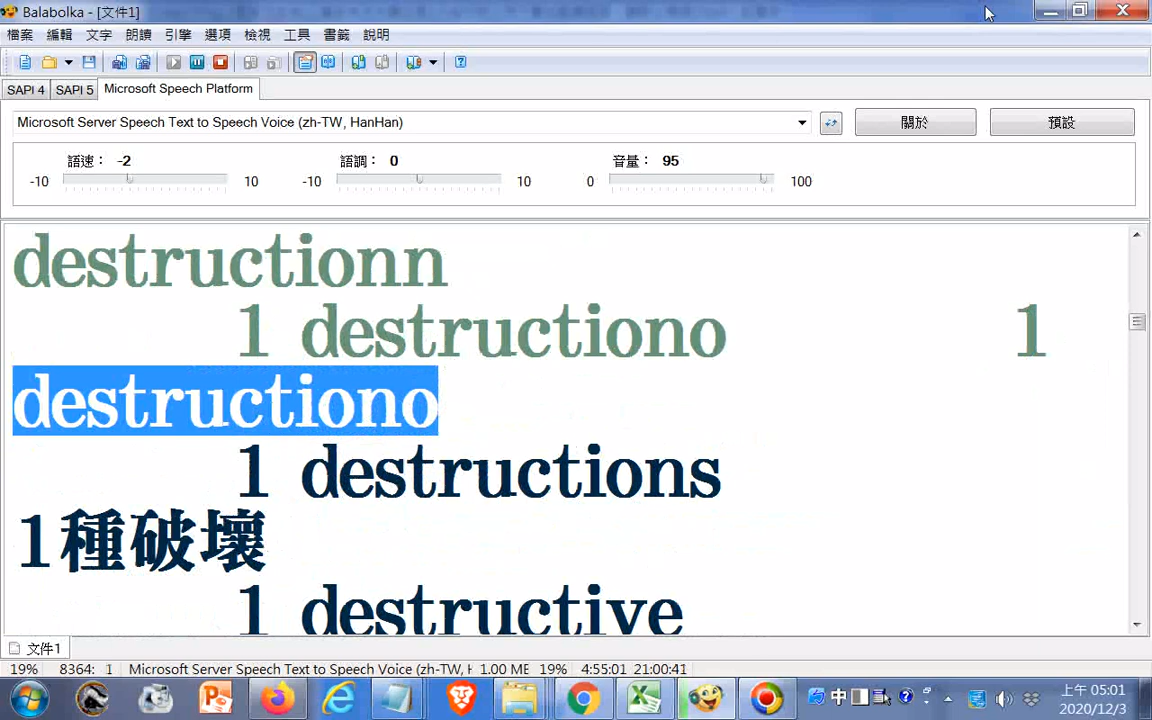 Balabolka - [文件1]
檔案 編輯 文字 朗讀 引擎 選項 檢視 工具 書籤 說明
SAPI 4 SAPI 5 Microsoft Speech Platform
Microsoft Server Speech Text to Speech Voice (zh-TW, HanHan) 關於 預設
語速： -2 語調： 0 音量： 95
-10 10 -10 10 0 100
destructionn
1 destructiono 1
destructiono
1 destructions
1種破壞
1 destructive
文件1
19% 8364: 1 Microsoft Server Speech Text to Speech Voice (zh-TW, H 1.00 ME 19% 4:55:01 21:00:41
中 上午 05:01
2020/12/3